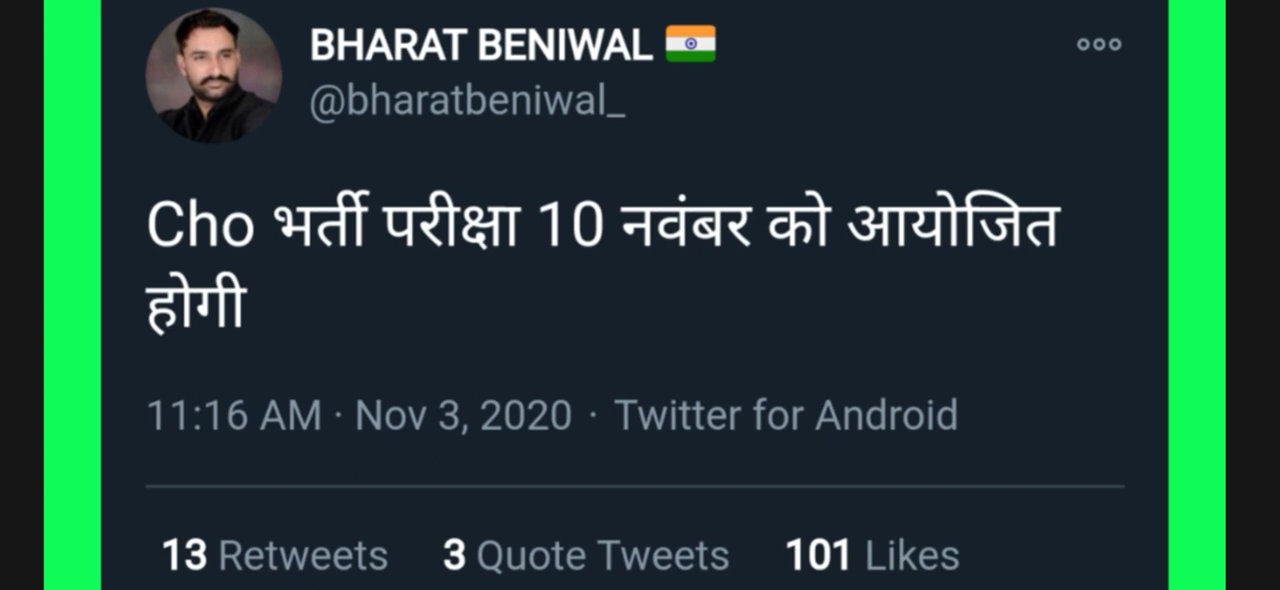 BHARAT BENIWAL 🇮🇳
@bharatbeniwal_
Cho भर्ती परीक्षा 10 नवंबर को आयोजित
होगी
11:16 AM · Nov 3, 2020 · Twitter for Android
13 Retweets 3 Quote Tweets 101 Likes